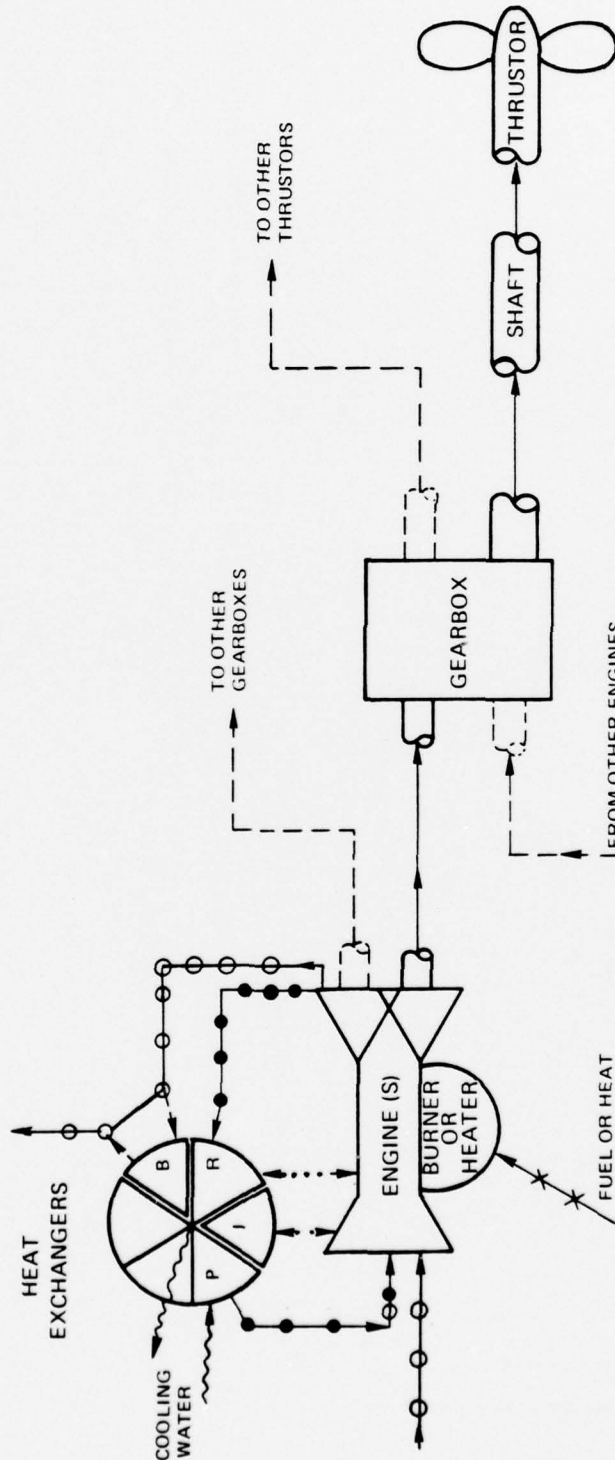 HEAT
EXCHANGERS
COOLING
WATER
B
R
I
P
ENGINE (S)
BURNER
OR
HEATER
FUEL OR HEAT
TO OTHER
GEARBOXES
GEARBOX
FROM OTHER ENGINES
TO OTHER
THRUSTORS
SHAFT
THRUSTOR